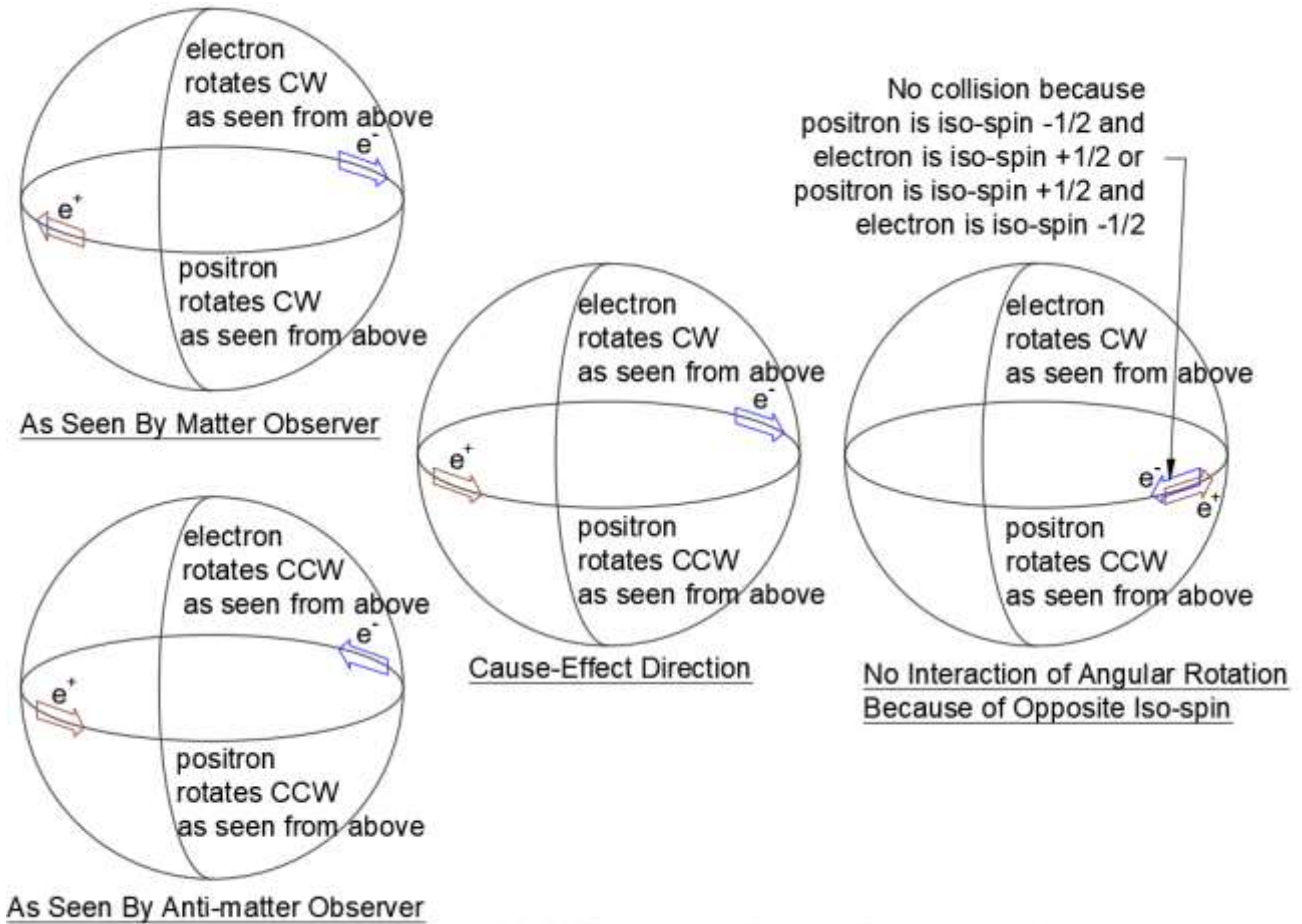 electron
rotates CW
as seen from above
e⁻
e⁺
positron
rotates CW
as seen from above
As Seen By Matter Observer
electron
rotates CCW
as seen from above
e⁻
e⁺
positron
rotates CCW
as seen from above
As Seen By Anti-matter Observer
electron
rotates CW
as seen from above
e⁻
e⁺
positron
rotates CCW
as seen from above
Cause-Effect Direction
No collision because
positron is iso-spin -1/2 and
electron is iso-spin +1/2 or
positron is iso-spin +1/2 and
electron is iso-spin -1/2
electron
rotates CW
as seen from above
e⁻
e⁺
positron
rotates CCW
as seen from above
No Interaction of Angular Rotation
Because of Opposite Iso-spin